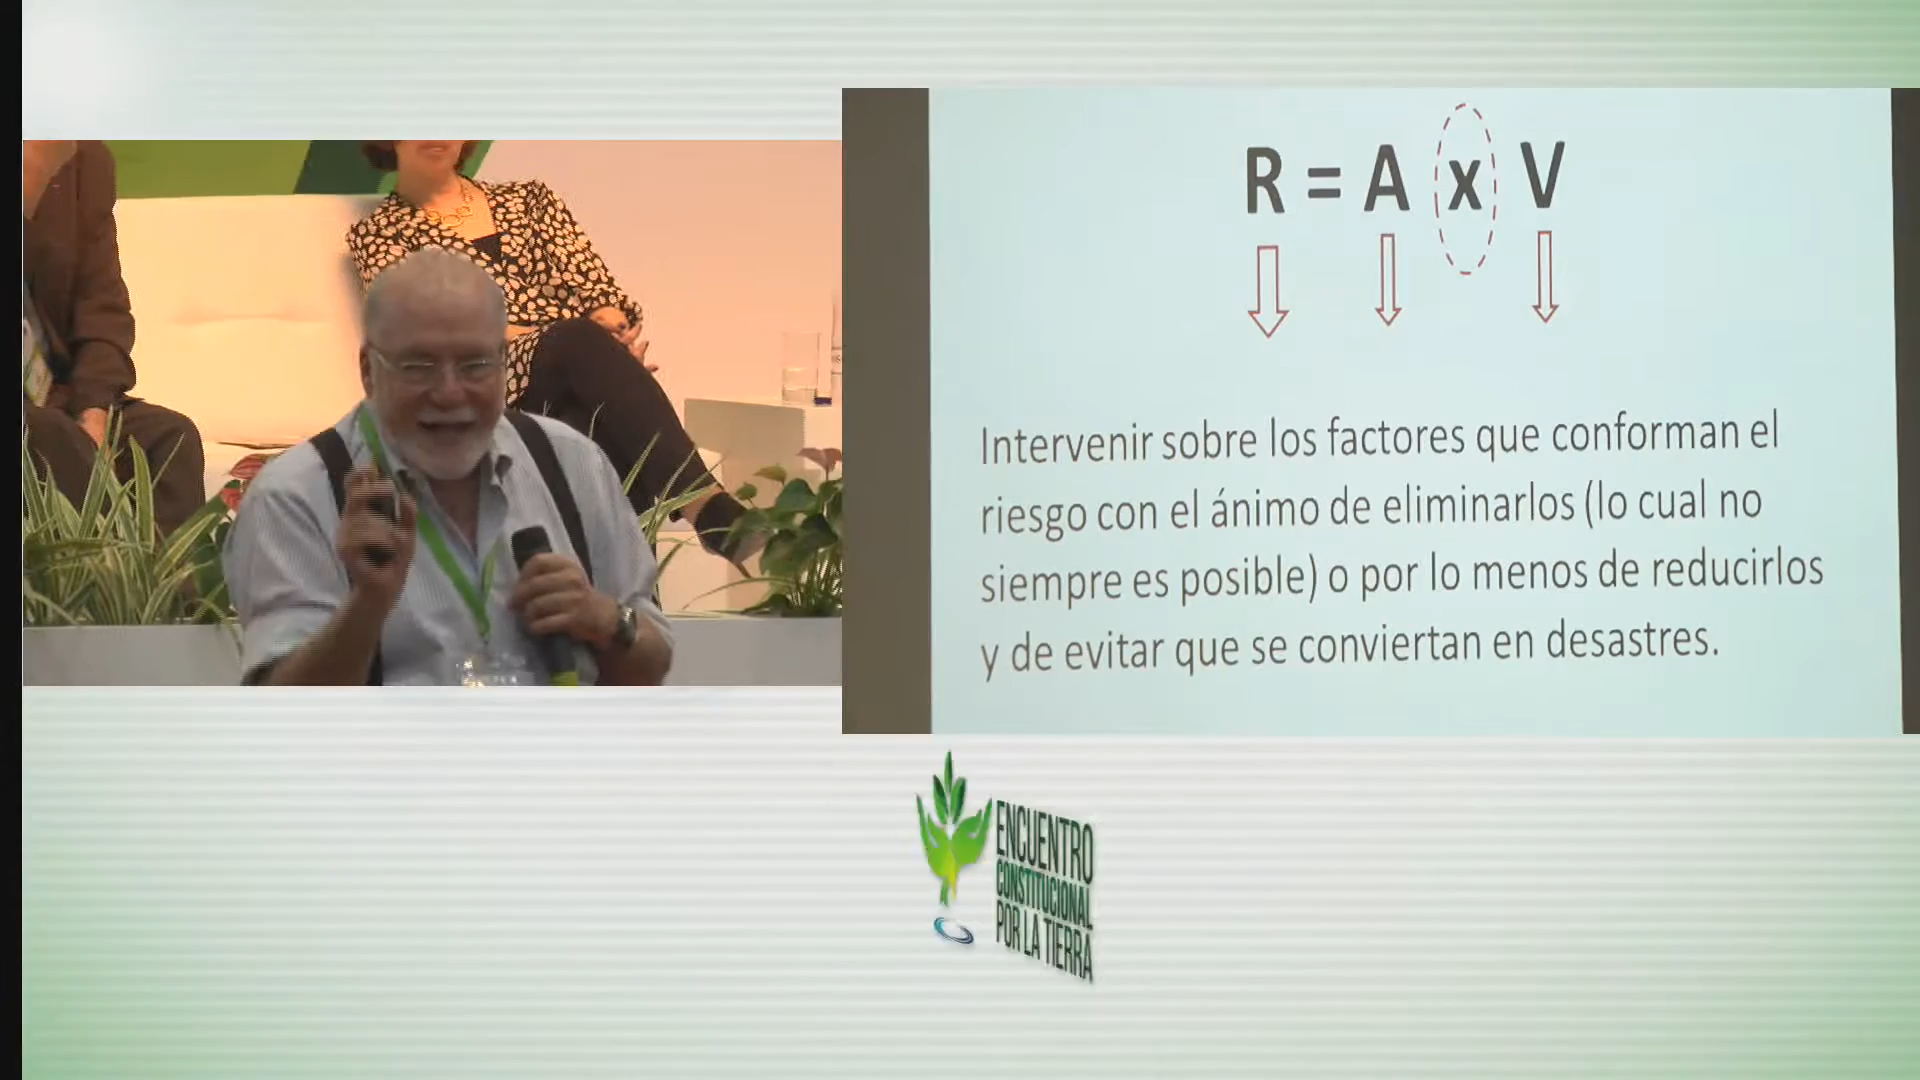 R = A x V
Intervenir sobre los factores que conforman el
riesgo con el ánimo de eliminarlos (lo cual no
siempre es posible) o por lo menos de reducirlos
y de evitar que se conviertan en desastres.
ENCUENTRO
CONSTITUCIONAL
POR LA TIERRA